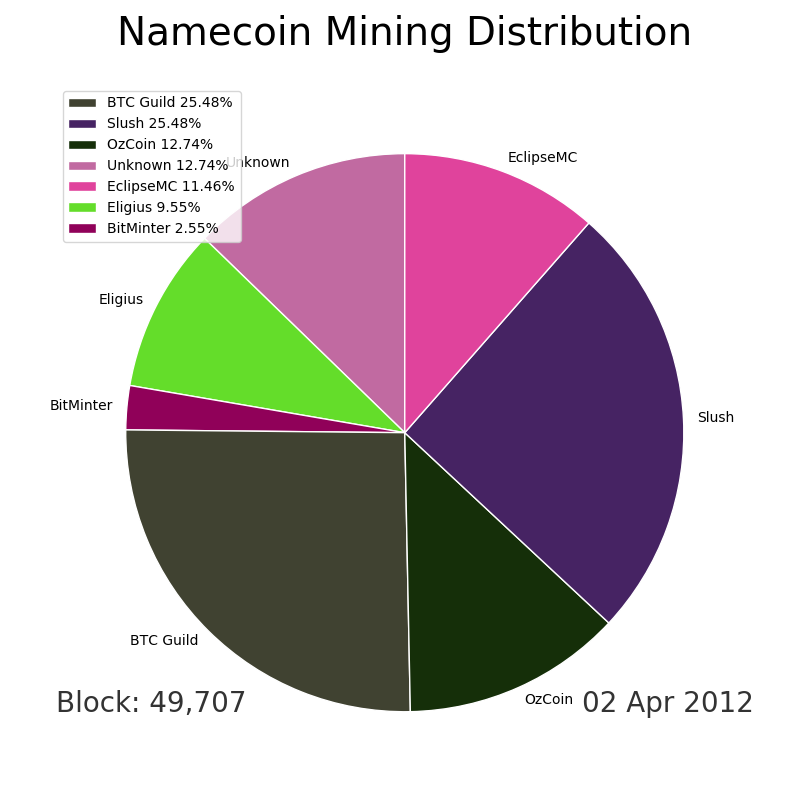 Namecoin Mining Distribution
BTC Guild 25.48%
Slush 25.48%
OzCoin 12.74%
Unknown 12.74%
EclipseMC 11.46%
Eligius 9.55%
BitMinter 2.55%
Unknown
EclipseMC
Eligius
BitMinter
Slush
BTC Guild
OzCoin
Block: 49,707
02 Apr 2012